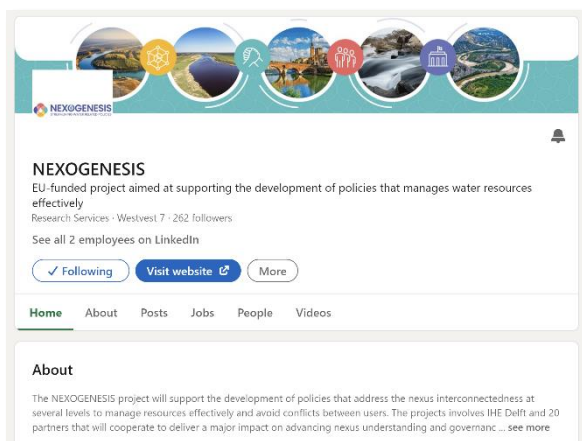 NEXOGENESIS
NEXOGENESIS
EU-funded project aimed at supporting the development of policies that manages water resources
effectively
Research Services · Westvest 7 · 262 followers
See all 2 employees on LinkedIn
✓ Following Visit website More
Home About Posts Jobs People Videos
About
The NEXOGENESIS project will support the development of policies that address the nexus interconnectedness at
several levels to manage resources effectively and avoid conflicts between users. The projects involves IHE Delft and 20
partners that will cooperate to deliver a major impact on advancing nexus understanding and governanc ... see more